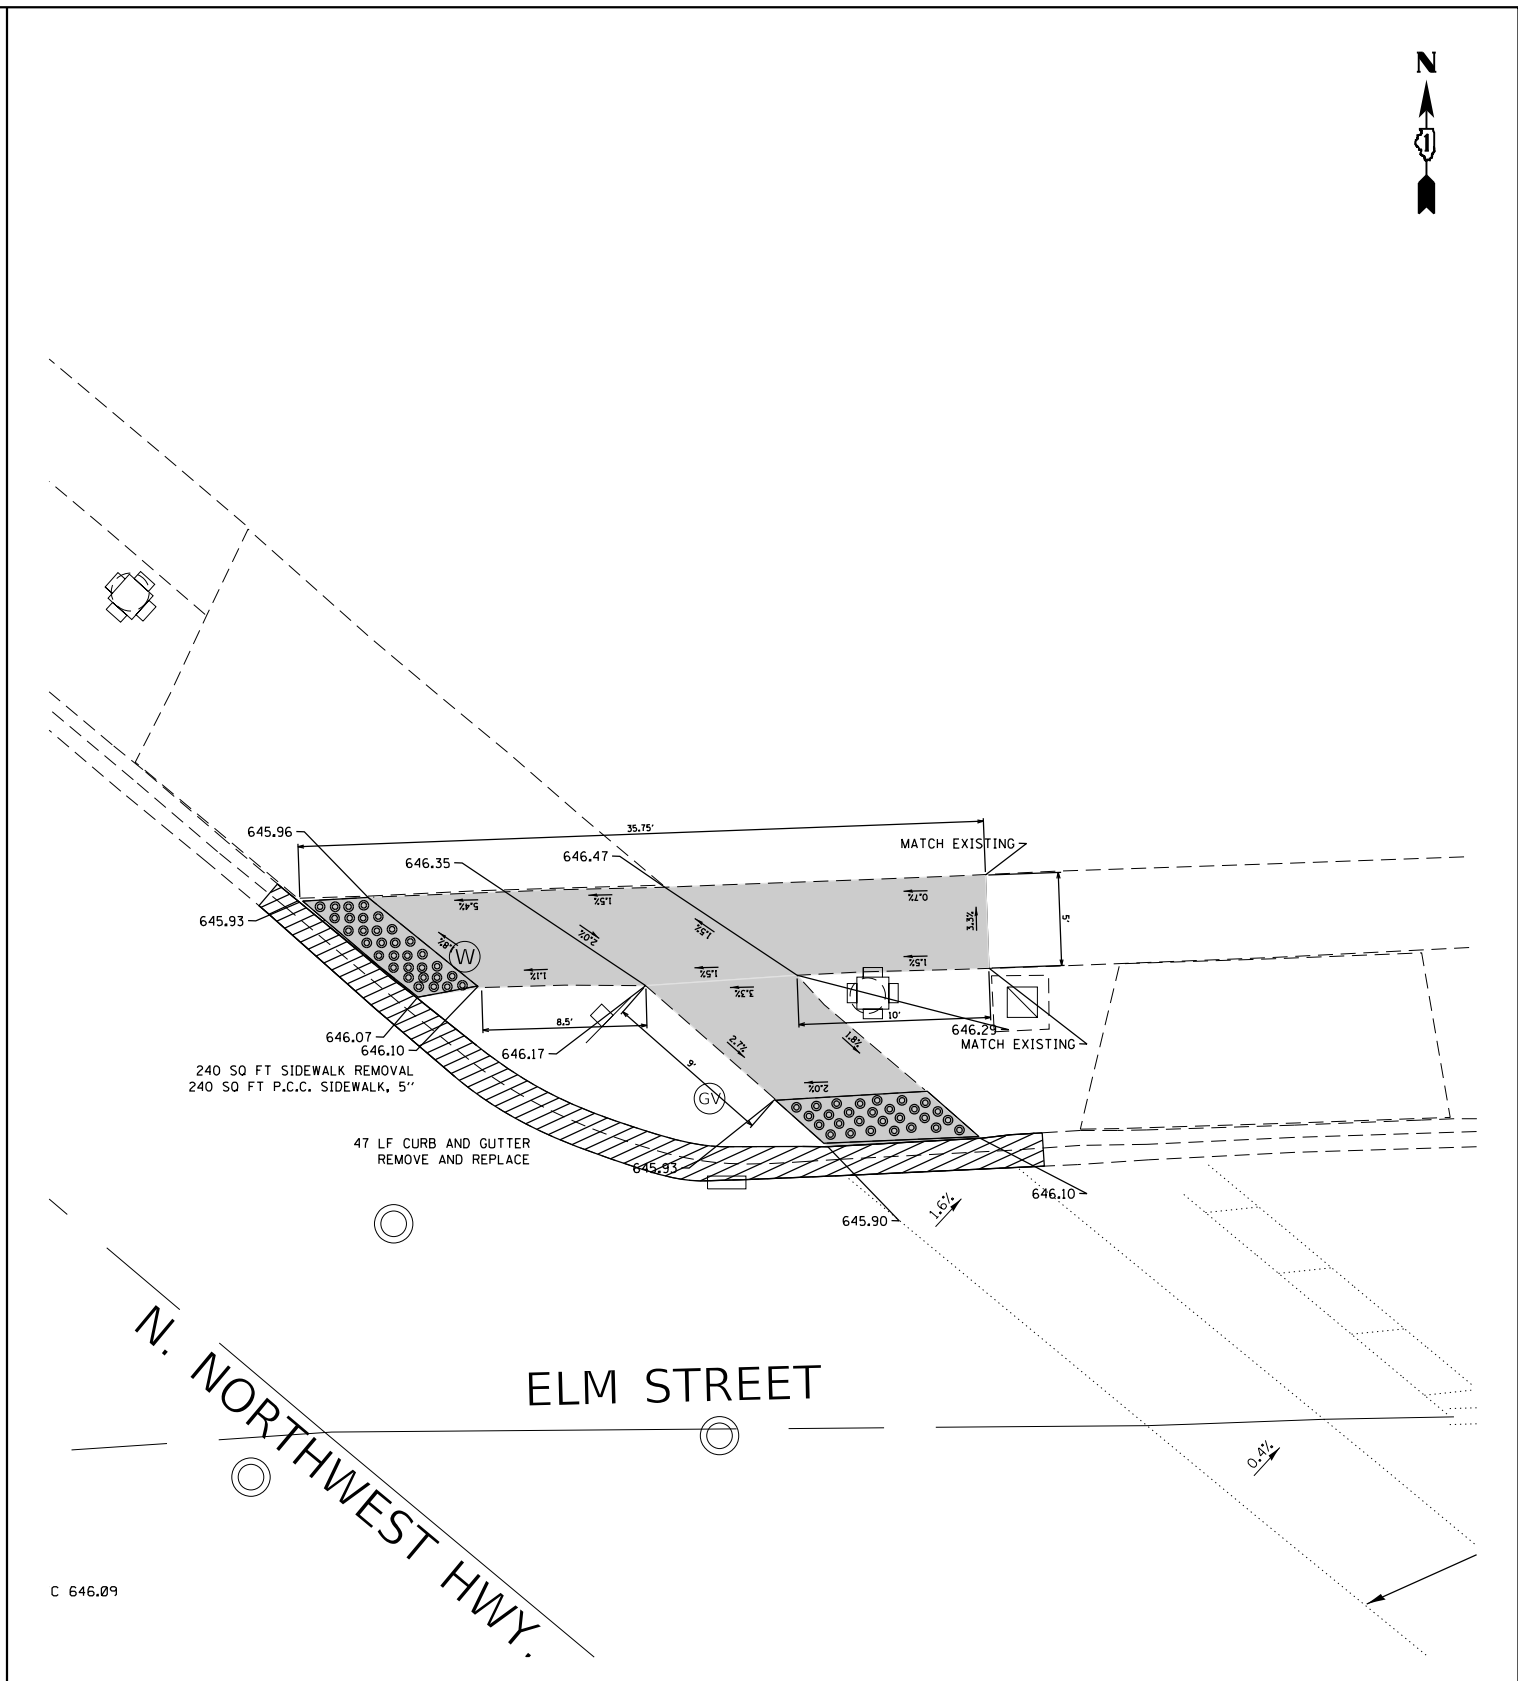 N
1
645.96
35.75'
MATCH EXISTING
646.35
646.47
645.93
5.4%
1.5%
0.7%
1.8%
2.0%
1.5%
3.3%
5'
W
1.1%
1.5%
1.5%
3.3%
8.5'
10'
646.07
646.10
646.17
646.29
MATCH EXISTING
2.7%
1.8%
9'
240 SQ FT SIDEWALK REMOVAL
240 SQ FT P.C.C. SIDEWALK, 5"
GV
2.0%
47 LF CURB AND GUTTER
REMOVE AND REPLACE
645.93
646.10
645.90
1.6%
N. NORTHWEST HWY.
ELM STREET
0.4%
C 646.09